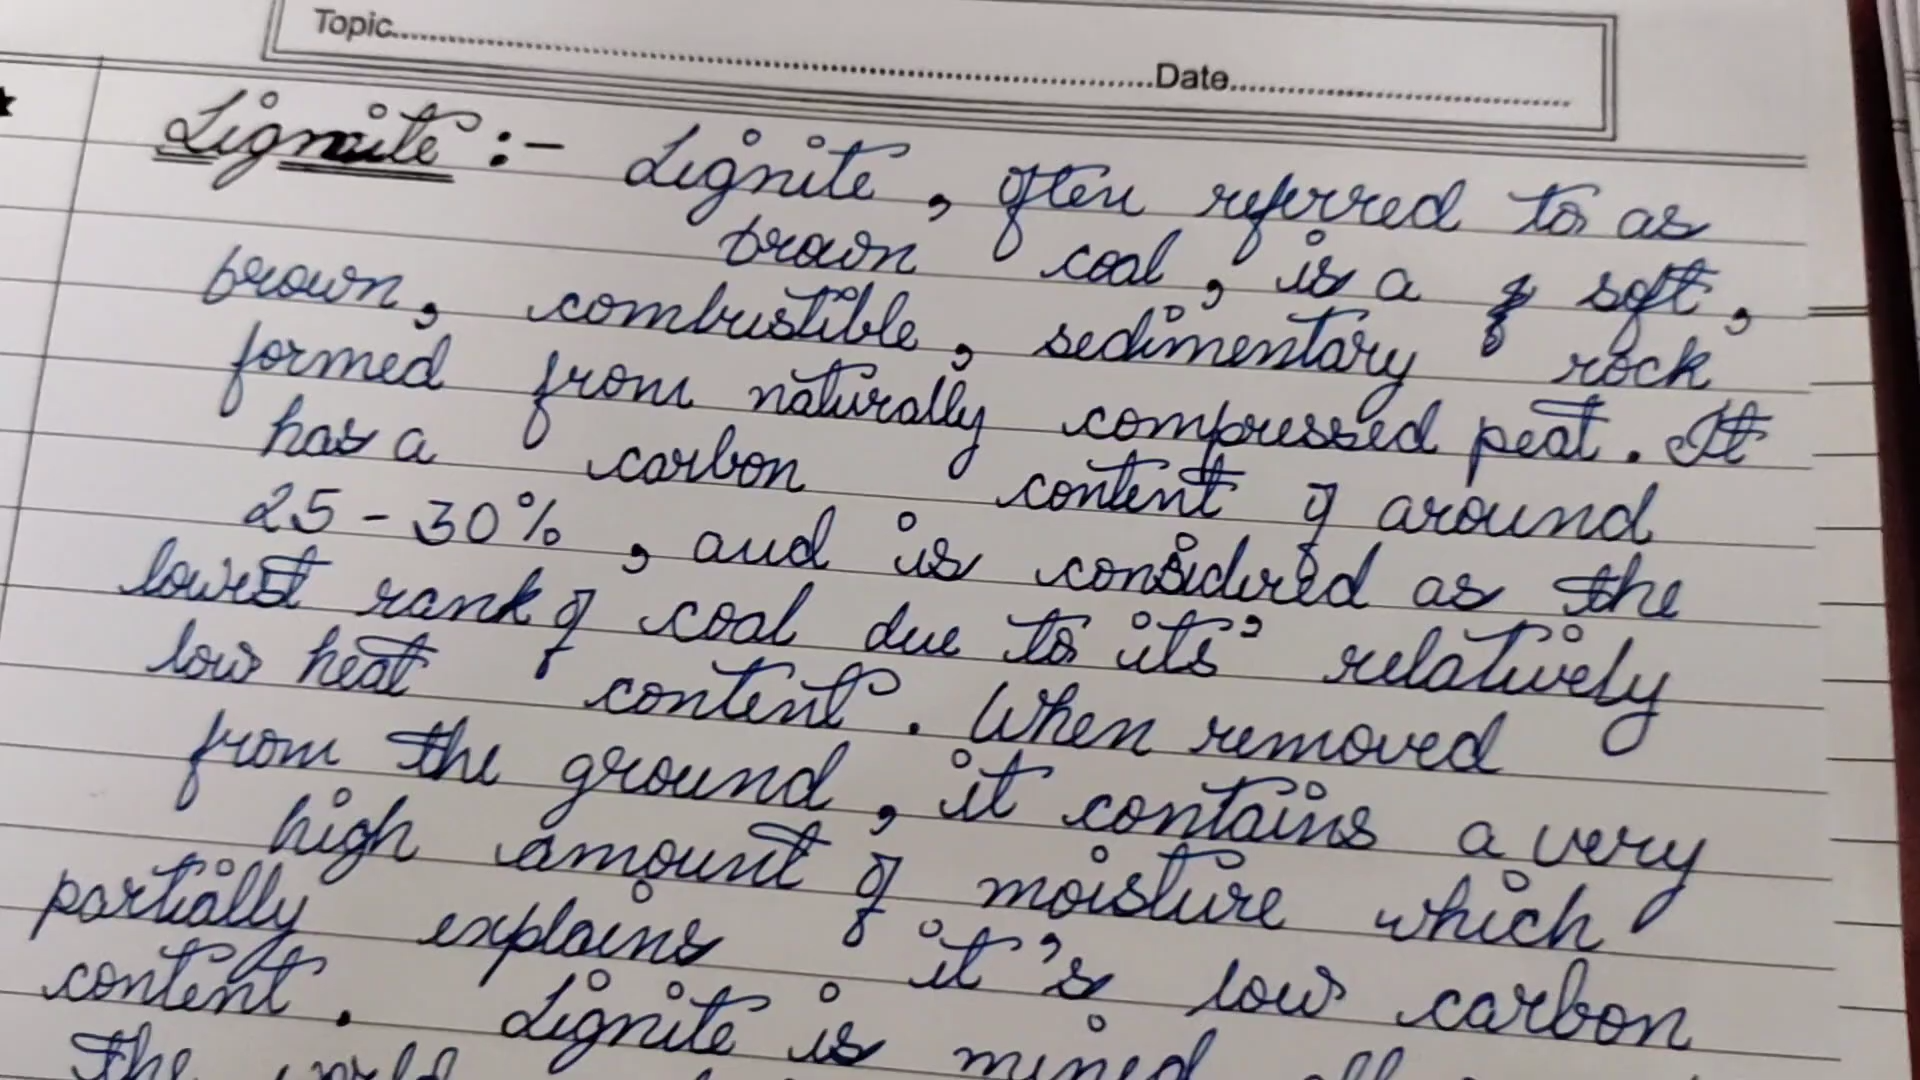 Topic Date
Lignite :- Lignite, often referred to as
brown coal, is a soft,
brown, combustible, sedimentary rock
formed from naturally compressed peat. It
has a carbon content of around
25-30%, and is considered as the
lowest rank of coal due to its' relatively
low heat content. When removed
from the ground, it contains a very
high amount of moisture which
partially explains it's low carbon
content. Lignite is mined all
the world